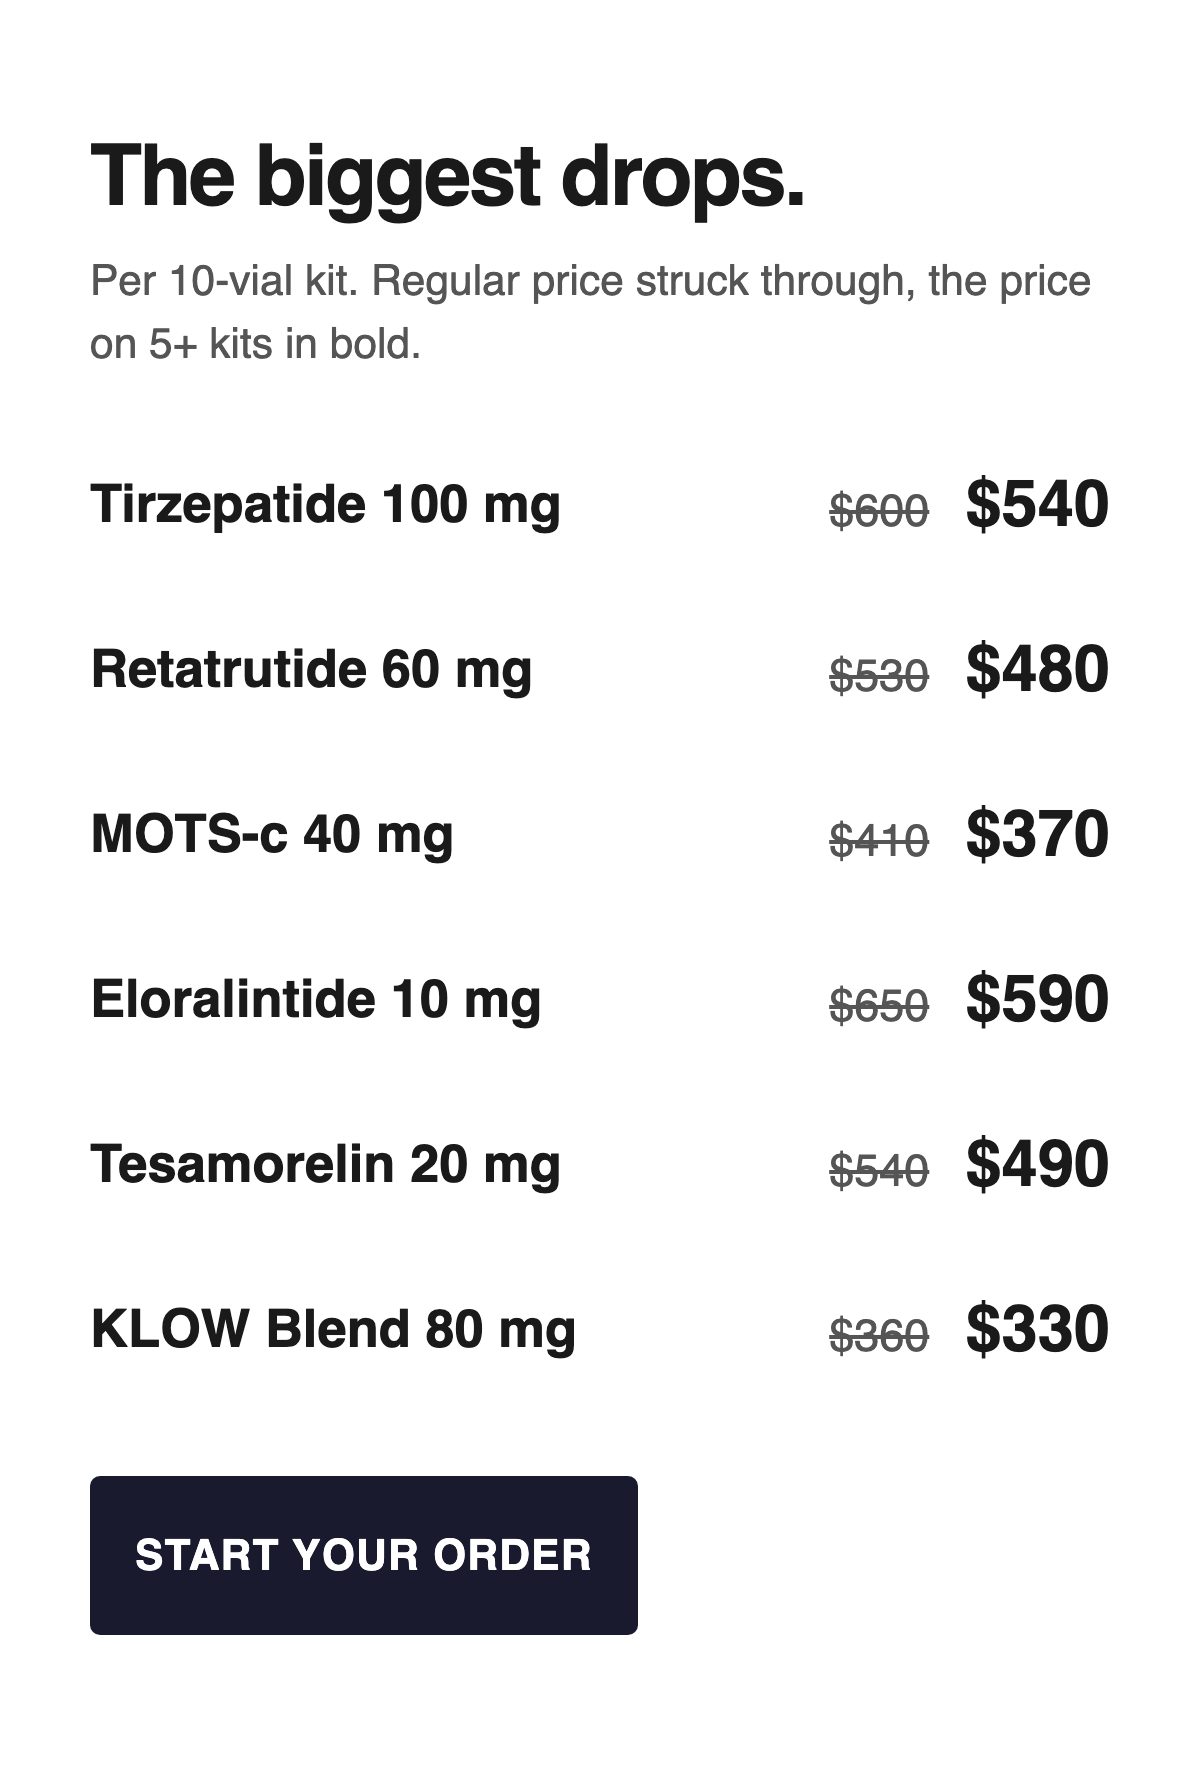 The biggest drops.
Per 10-vial kit. Regular price struck through, the price
on 5+ kits in bold.
Tirzepatide 100 mg $600 $540
Retatrutide 60 mg $530 $480
MOTS-c 40 mg $410 $370
Eloralintide 10 mg $650 $590
Tesamorelin 20 mg $540 $490
KLOW Blend 80 mg $360 $330
START YOUR ORDER